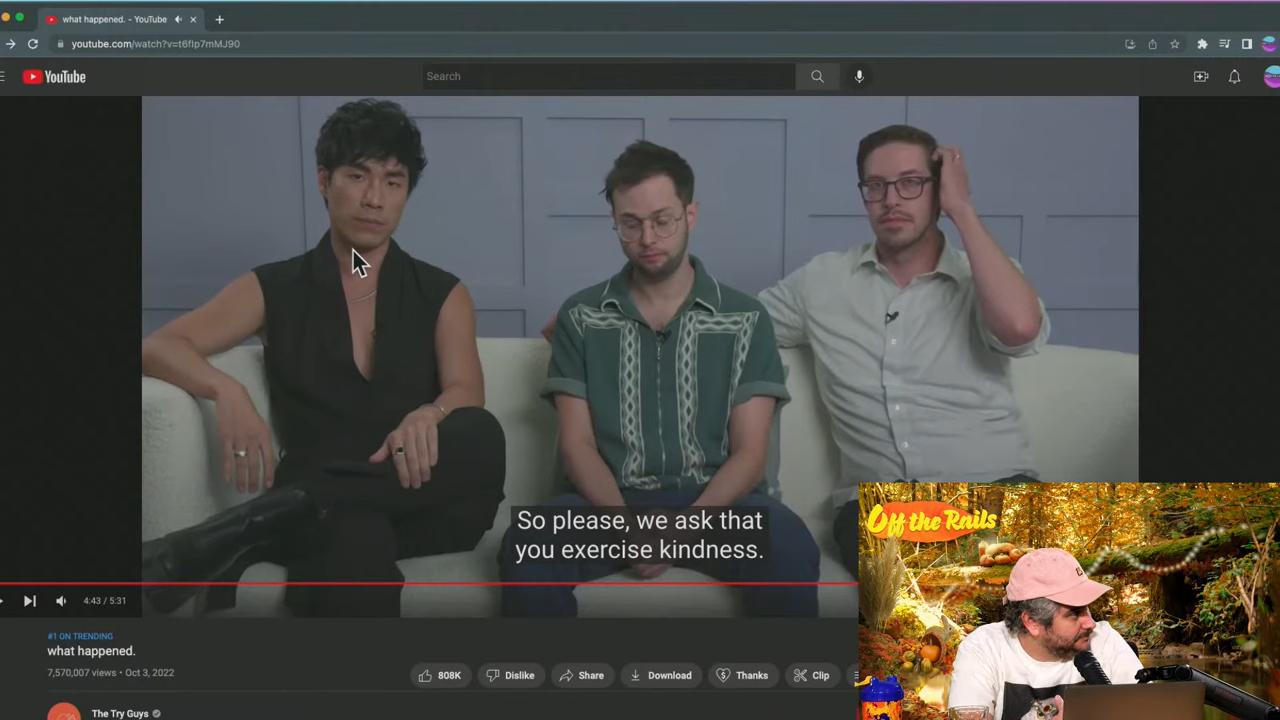 what happened. - YouTube
youtube.com/watch?v=t6fIp7mMJ90
YouTube
Search
So please, we ask that
you exercise kindness.
Off the Rails
4:43 / 5:31
#1 ON TRENDING
what happened.
7,570,007 views • Oct 3, 2022
808K
Dislike
Share
Download
Thanks
Clip
The Try Guys